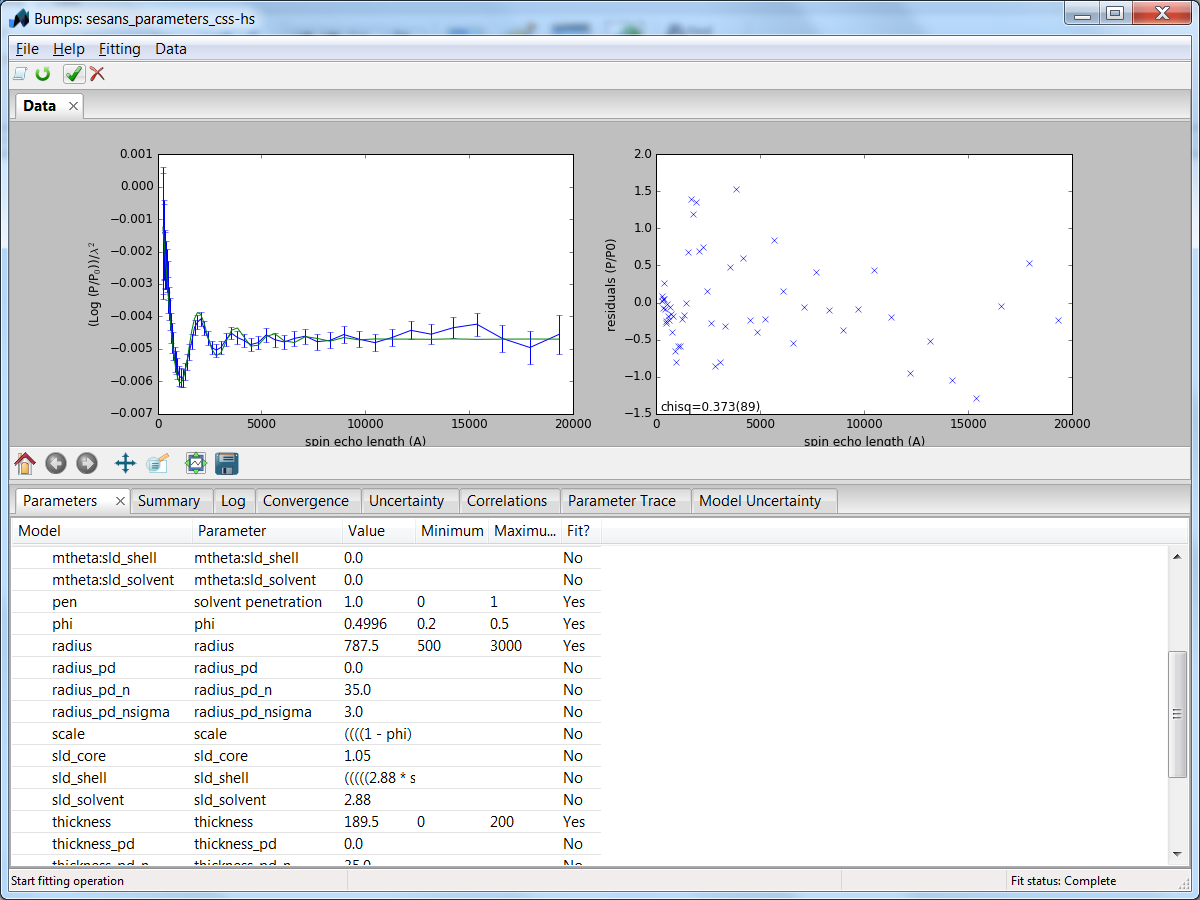 Bumps: sesans_parameters_css-hs
File Help Fitting Data
Data
0.001
0.000
−0.001
−0.002
−0.003
−0.004
−0.005
−0.006
−0.007
(Log (P/P₀))/λ²
0 5000 10000 15000 20000
spin echo length (A)
2.0
1.5
1.0
0.5
0.0
−0.5
−1.0
−1.5
residuals (P/P0)
chisq=0.373(89)
0 5000 10000 15000 20000
spin echo length (A)
Parameters Summary Log Convergence Uncertainty Correlations Parameter Trace Model Uncertainty
Model Parameter Value Minimum Maximu... Fit?
mtheta:sld_shell mtheta:sld_shell 0.0 No
mtheta:sld_solvent mtheta:sld_solvent 0.0 No
pen solvent penetration 1.0 0 1 Yes
phi phi 0.4996 0.2 0.5 Yes
radius radius 787.5 500 3000 Yes
radius_pd radius_pd 0.0 No
radius_pd_n radius_pd_n 35.0 No
radius_pd_nsigma radius_pd_nsigma 3.0 No
scale scale ((((1 - phi) No
sld_core sld_core 1.05 No
sld_shell sld_shell (((((2.88 * s No
sld_solvent sld_solvent 2.88 No
thickness thickness 189.5 0 200 Yes
thickness_pd thickness_pd 0.0 No
thickness_pd_n thickness_pd_n 35.0 No
Start fitting operation Fit status: Complete